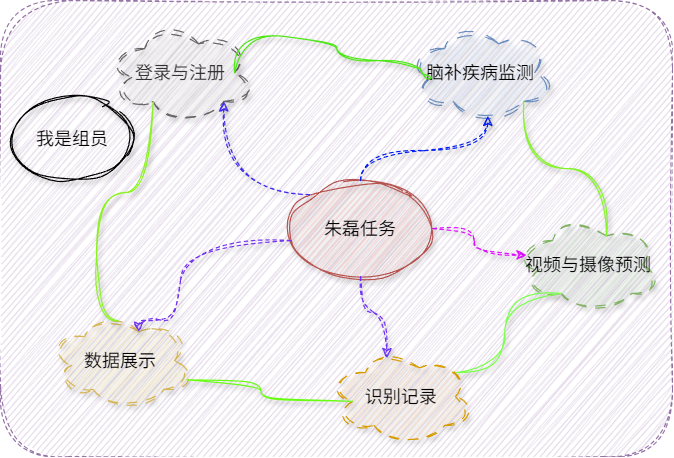 登录与注册
脑补疾病监测
我是组员
朱磊任务
视频与摄像预测
数据展示
识别记录